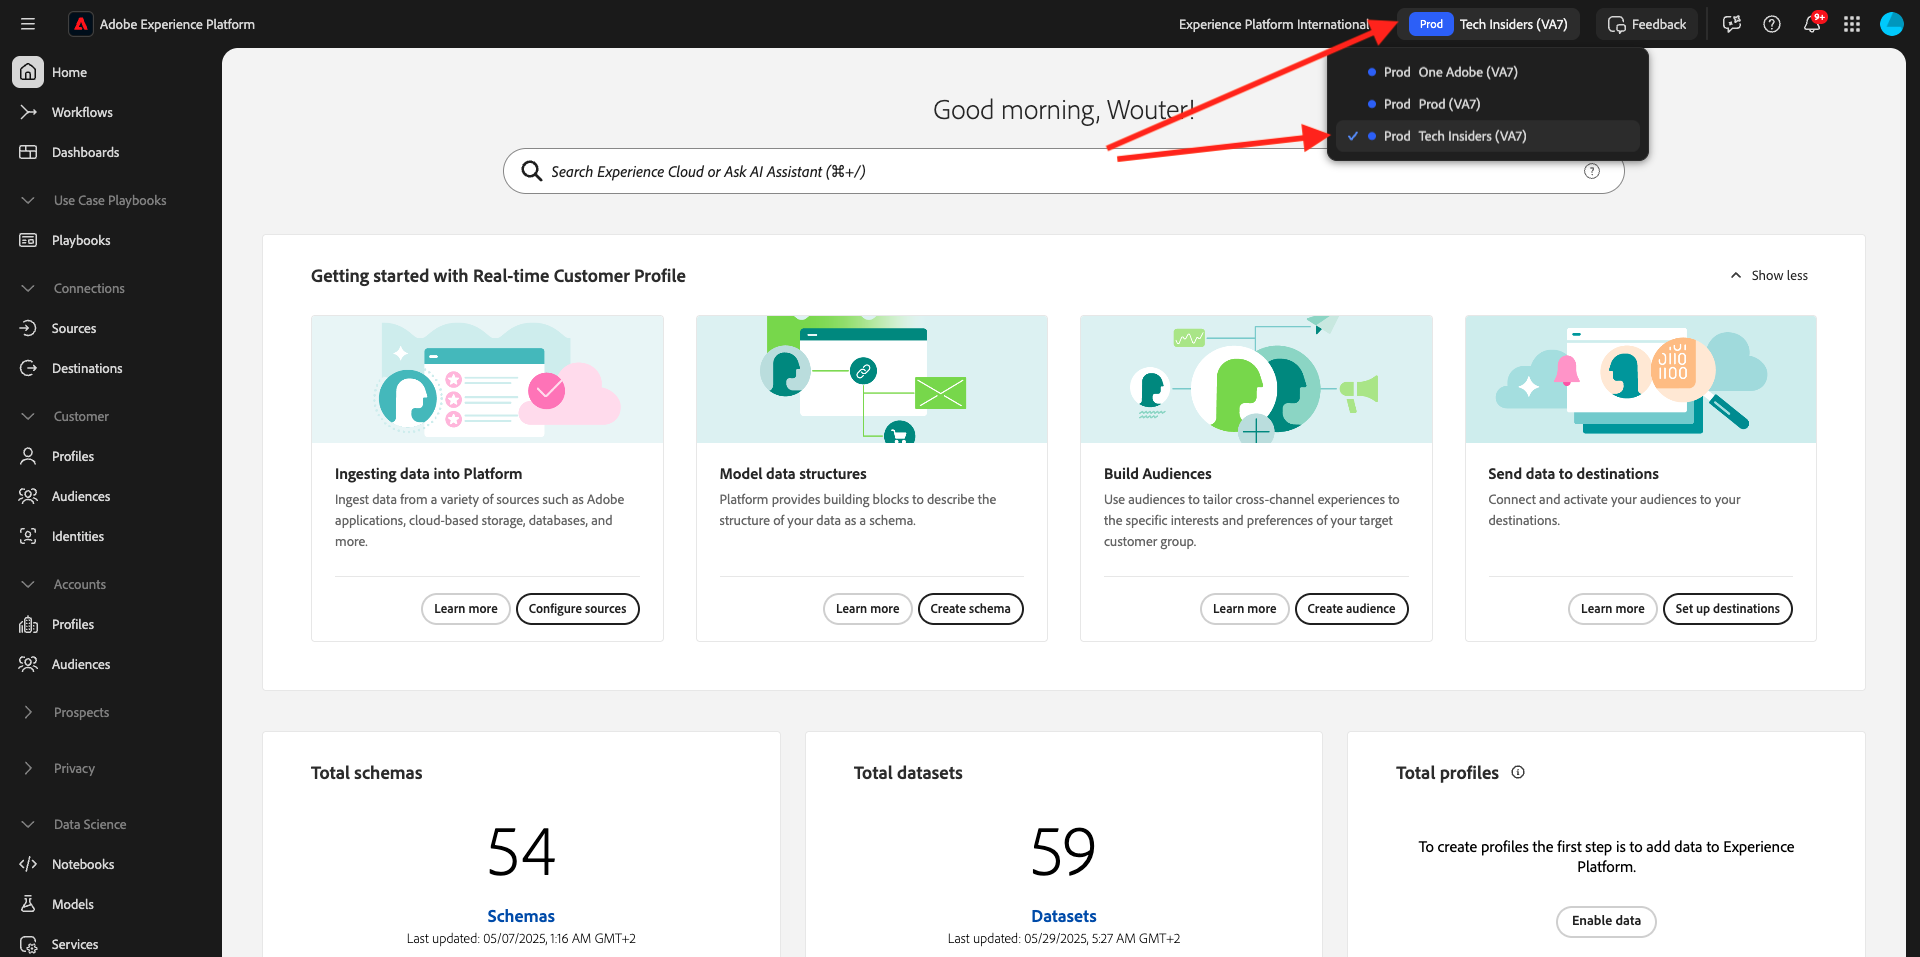 Adobe Experience Platform
Experience Platform International
Prod Tech Insiders (VA7)
Feedback
9+
Prod One Adobe (VA7)
Prod Prod (VA7)
Prod Tech Insiders (VA7)
Home
Workflows
Dashboards
Use Case Playbooks
Playbooks
Connections
Sources
Destinations
Customer
Profiles
Audiences
Identities
Accounts
Profiles
Audiences
Prospects
Privacy
Data Science
Notebooks
Models
Services
Good morning, Wouter!
Search Experience Cloud or Ask AI Assistant (⌘+/)
Getting started with Real-time Customer Profile
Show less
Ingesting data into Platform
Ingest data from a variety of sources such as Adobe
applications, cloud-based storage, databases, and
more.
Learn more
Configure sources
Model data structures
Platform provides building blocks to describe the
structure of your data as a schema.
Learn more
Create schema
Build Audiences
Use audiences to tailor cross-channel experiences to
the specific interests and preferences of your target
customer group.
Learn more
Create audience
Send data to destinations
Connect and activate your audiences to your
destinations.
Learn more
Set up destinations
Total schemas
54
Schemas
Last updated: 05/07/2025, 1:16 AM GMT+2
Total datasets
59
Datasets
Last updated: 05/29/2025, 5:27 AM GMT+2
Total profiles
To create profiles the first step is to add data to Experience
Platform.
Enable data